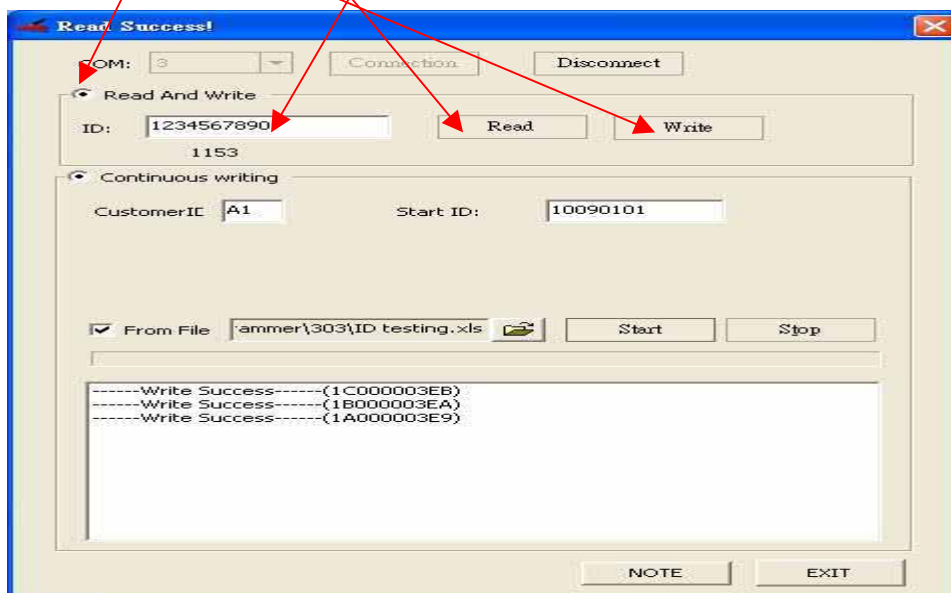 Read Success!
COM: 3 Connection Disconnect
Read And Write
ID: 1234567890 Read Write
1153
Continuous writing
CustomerID A1 Start ID: 10090101
From File ammer\303\ID testing.xls Start Stop
------Write Success------(1C000003EB)
------Write Success------(1B000003EA)
------Write Success------(1A000003E9)
NOTE EXIT